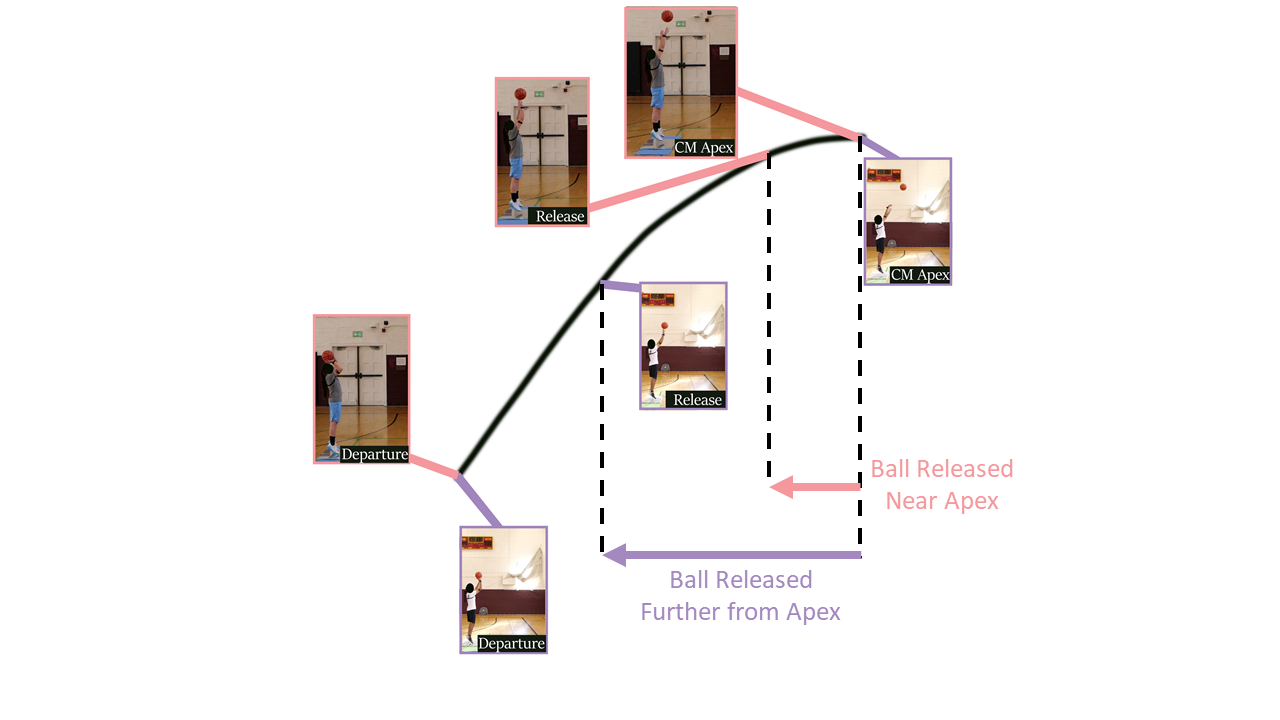 CM Apex
Release
CM Apex
Release
Departure
Ball Released
Near Apex
Ball Released
Further from Apex
Departure